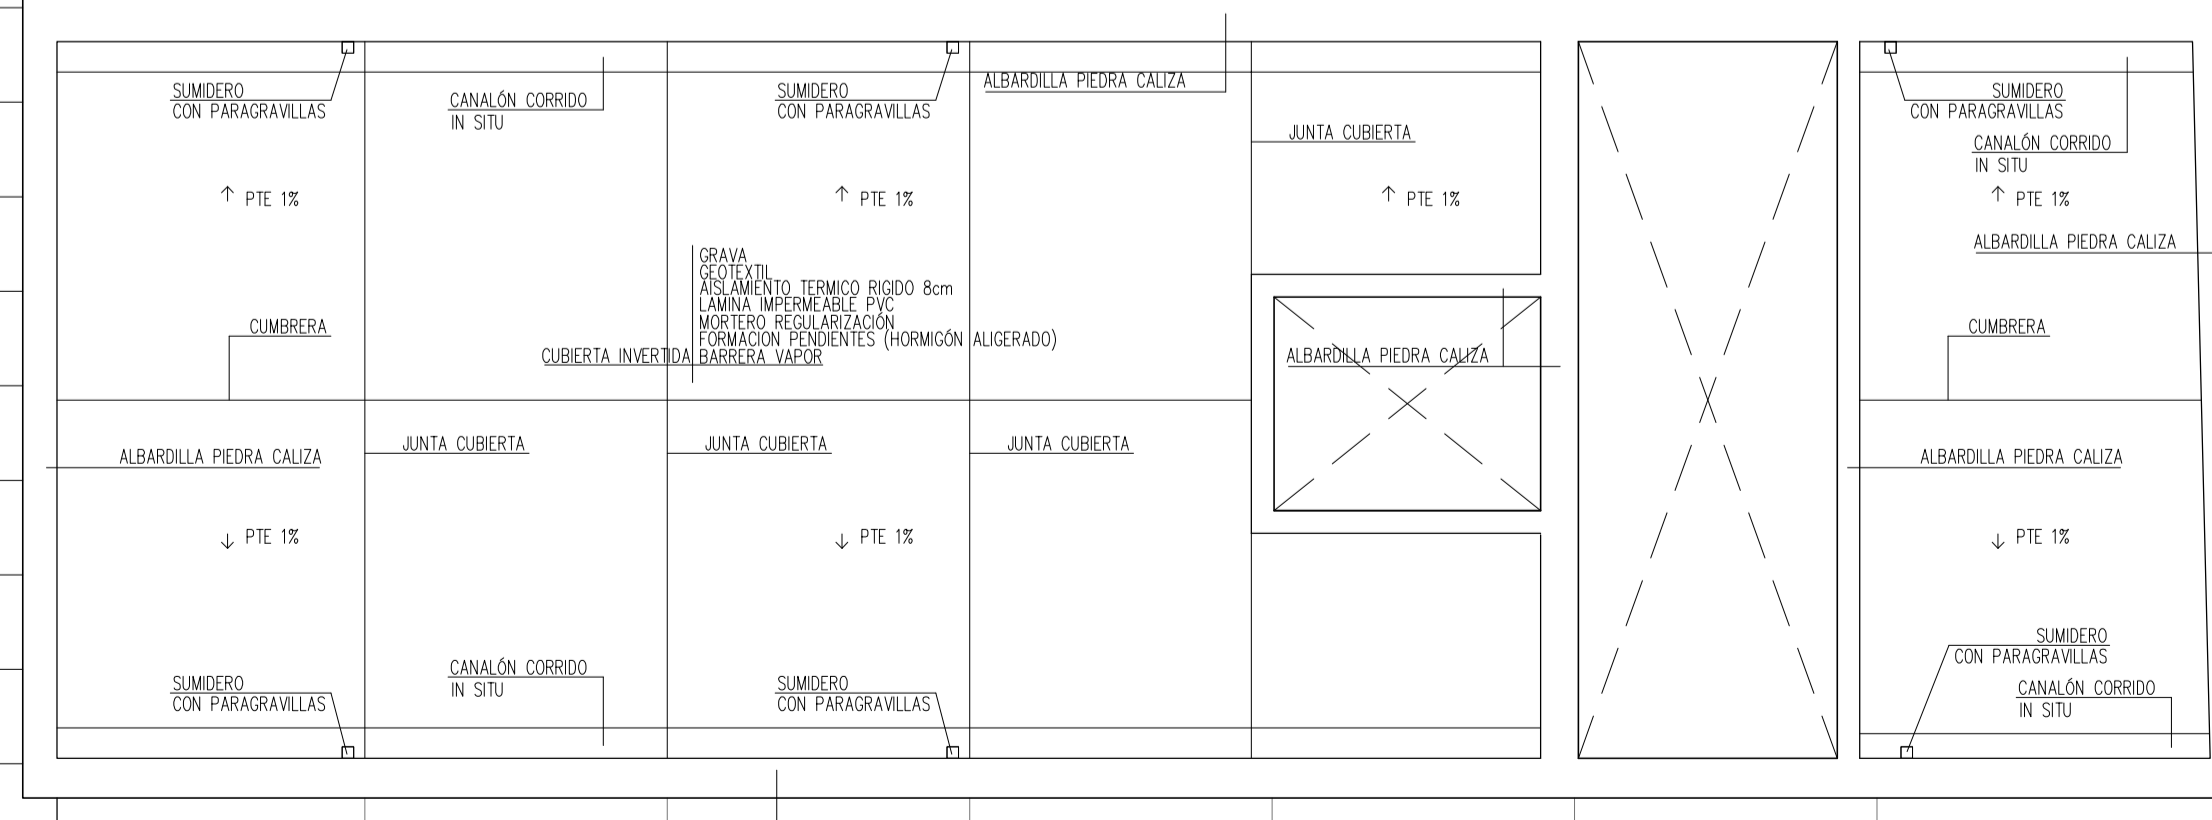 SUMIDERO
CON PARAGRAVILLAS
CANALÓN CORRIDO
IN SITU
SUMIDERO
CON PARAGRAVILLAS
ALBARDILLA PIEDRA CALIZA
JUNTA CUBIERTA
SUMIDERO
CON PARAGRAVILLAS
CANALÓN CORRIDO
IN SITU
PTE 1%
PTE 1%
PTE 1%
PTE 1%
ALBARDILLA PIEDRA CALIZA
GRAVA
GEOTEXTIL
AISLAMIENTO TERMICO RIGIDO 8cm
LAMINA IMPERMEABLE PVC
MORTERO REGULARIZACIÓN
FORMACION PENDIENTES (HORMIGÓN ALIGERADO)
CUBIERTA INVERTIDA BARRERA VAPOR
CUMBRERA
ALBARDILLA PIEDRA CALIZA
CUMBRERA
ALBARDILLA PIEDRA CALIZA
JUNTA CUBIERTA
JUNTA CUBIERTA
JUNTA CUBIERTA
ALBARDILLA PIEDRA CALIZA
PTE 1%
PTE 1%
PTE 1%
SUMIDERO
CON PARAGRAVILLAS
CANALÓN CORRIDO
IN SITU
SUMIDERO
CON PARAGRAVILLAS
SUMIDERO
CON PARAGRAVILLAS
CANALÓN CORRIDO
IN SITU